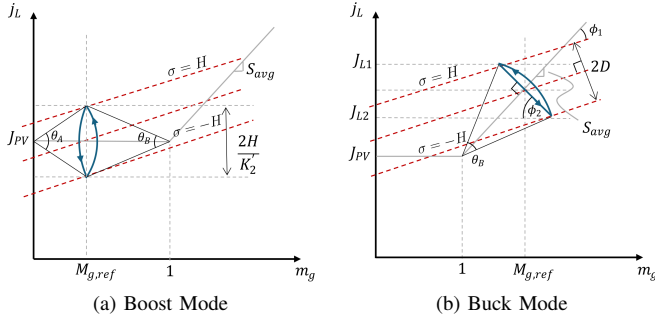 j_L
σ = H
S_avg
J_PV
θ_A
θ_B
σ = −H
2H
K_2
M_g,ref
1
m_g
(a) Boost Mode
j_L
ϕ_1
J_L1
σ = H
2D
J_L2
ϕ_2
S_avg
σ = −H
J_PV
θ_B
1
M_g,ref
m_g
(b) Buck Mode